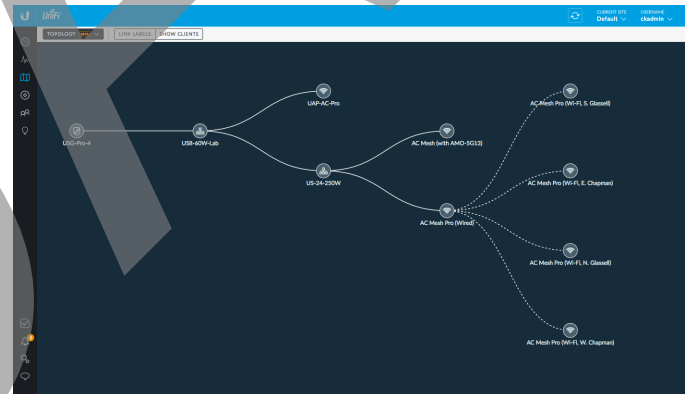 UniFi
CURRENT SITE
Default
USERNAME
ckadmin
TOPOLOGY
LINK LABELS
SHOW CLIENTS
UAP-AC-Pro
AC Mesh Pro (Wi-Fi, S. Glassell)
USG-Pro-4
US8-60W-Lab
AC Mesh (with AMO-5G13)
US-24-250W
AC Mesh Pro (Wi-Fi, E. Chapman)
AC Mesh Pro (Wired)
AC Mesh Pro (Wi-Fi, N. Glassell)
AC Mesh Pro (Wi-Fi, W. Chapman)